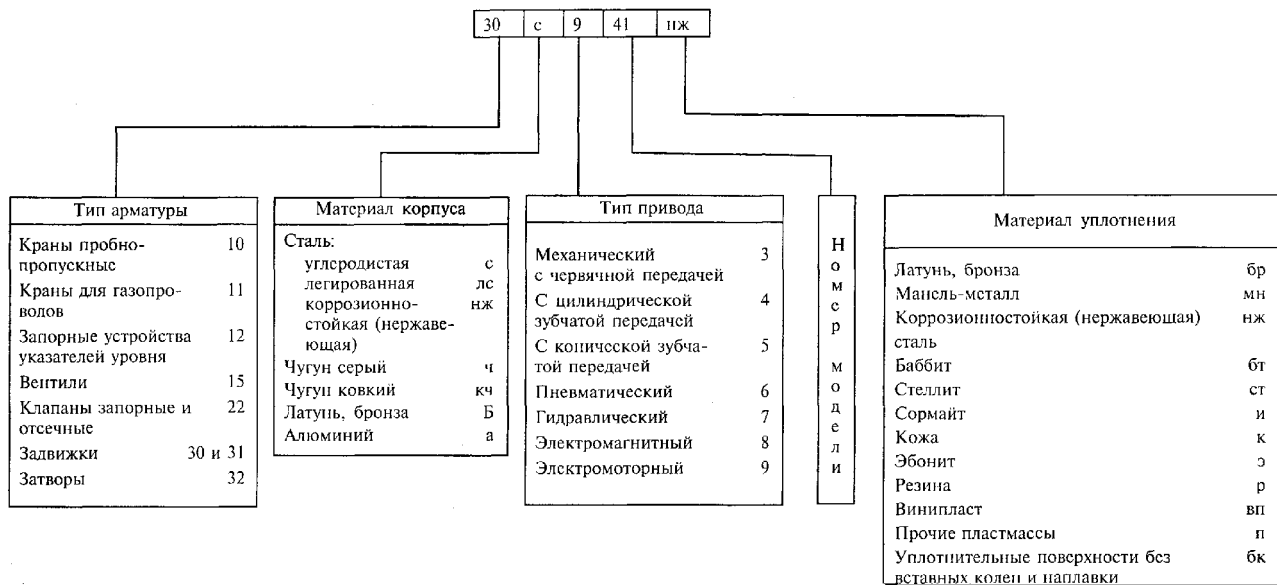 30 с 9 41 нж
Тип арматуры
Краны пробно- 10
пропускные
Краны для газопро- 11
водов
Запорные устройства 12
указателей уровня
Вентили 15
Клапаны запорные и 22
отсечные
Задвижки 30 и 31
Затворы 32
Материал корпуса
Сталь:
углеродистая с
легированная лс
коррозионно- нж
стойкая (нержаве-
ющая)
Чугун серый ч
Чугун ковкий кч
Латунь, бронза Б
Алюминий а
Тип привода
Механический 3
с червячной передачей
С цилиндрической 4
зубчатой передачей
С конической зубча- 5
той передачей
Пневматический 6
Гидравлический 7
Электромагнитный 8
Электромоторный 9
Номер модели
Материал уплотнения
Латунь, бронза бр
Манель-металл мн
Коррозионностойкая (нержавеющая) нж
сталь
Баббит бт
Стеллит ст
Сормайт и
Кожа к
Эбонит э
Резина р
Винипласт вп
Прочие пластмассы п
Уплотнительные поверхности без бк
вставных колец и наплавки